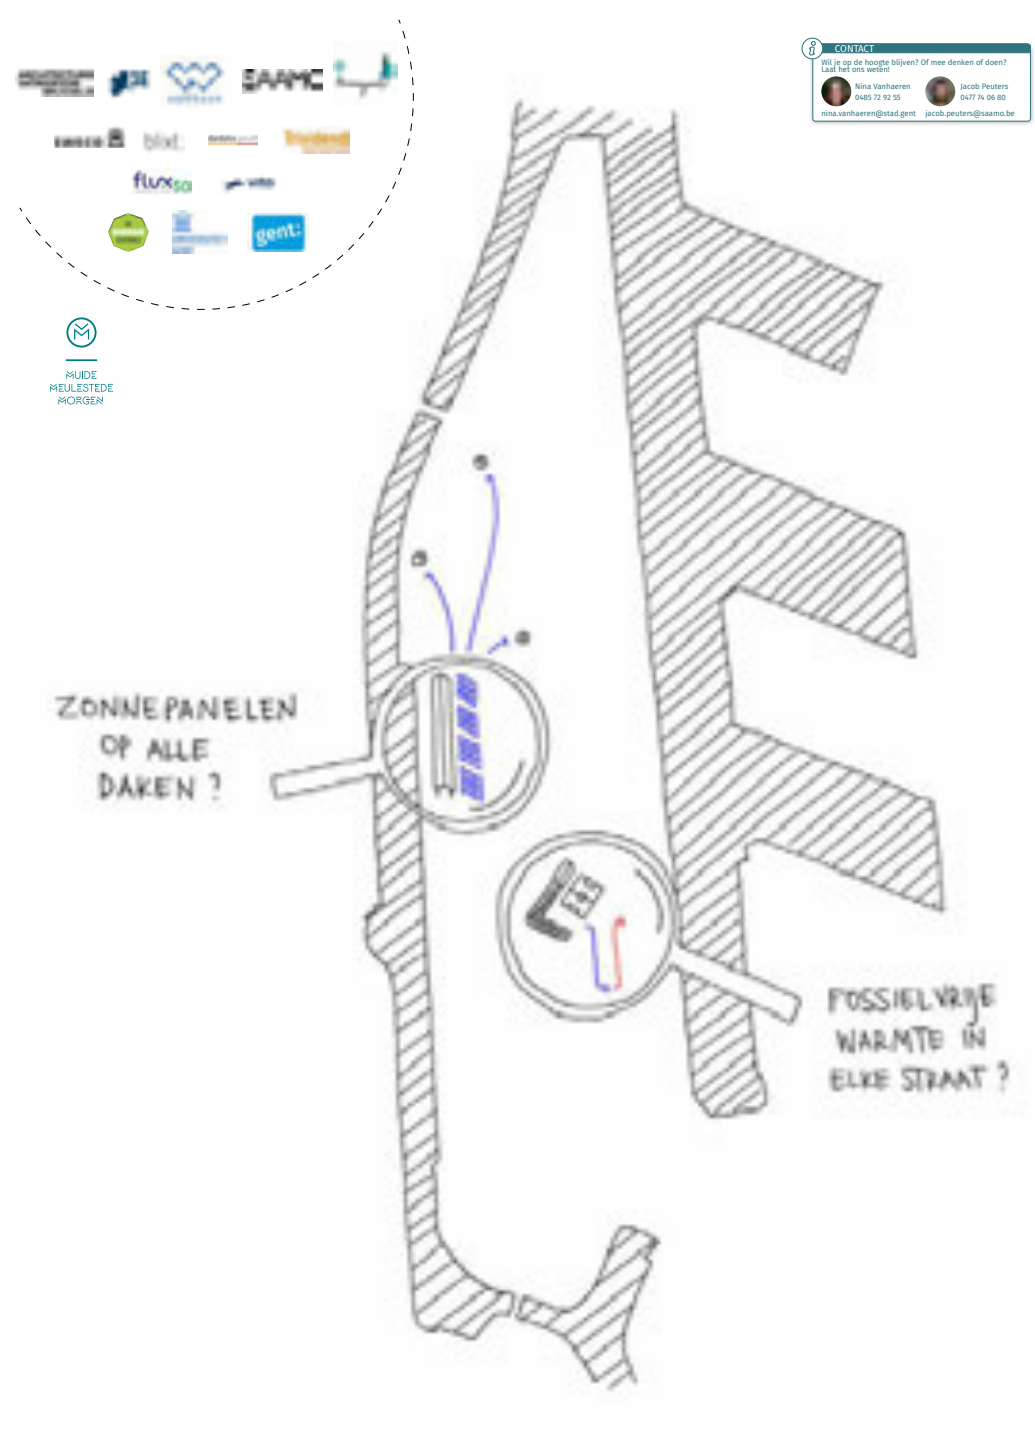 SAAMO
blixt:
flux50
vito
gent:
CONTACT
Wil je op de hoogte blijven? Of mee denken of doen?
Laat het ons weten!
Nina Vanhaeren
0485 72 92 55
nina.vanhaeren@stad.gent
Jacob Peuters
0477 74 06 80
jacob.peuters@saamo.be
MUIDE
MEULESTEDE
MORGEN
ZONNEPANELEN
OP ALLE
DAKEN ?
FOSSIELVRIJE
WARMTE IN
ELKE STRAAT ?